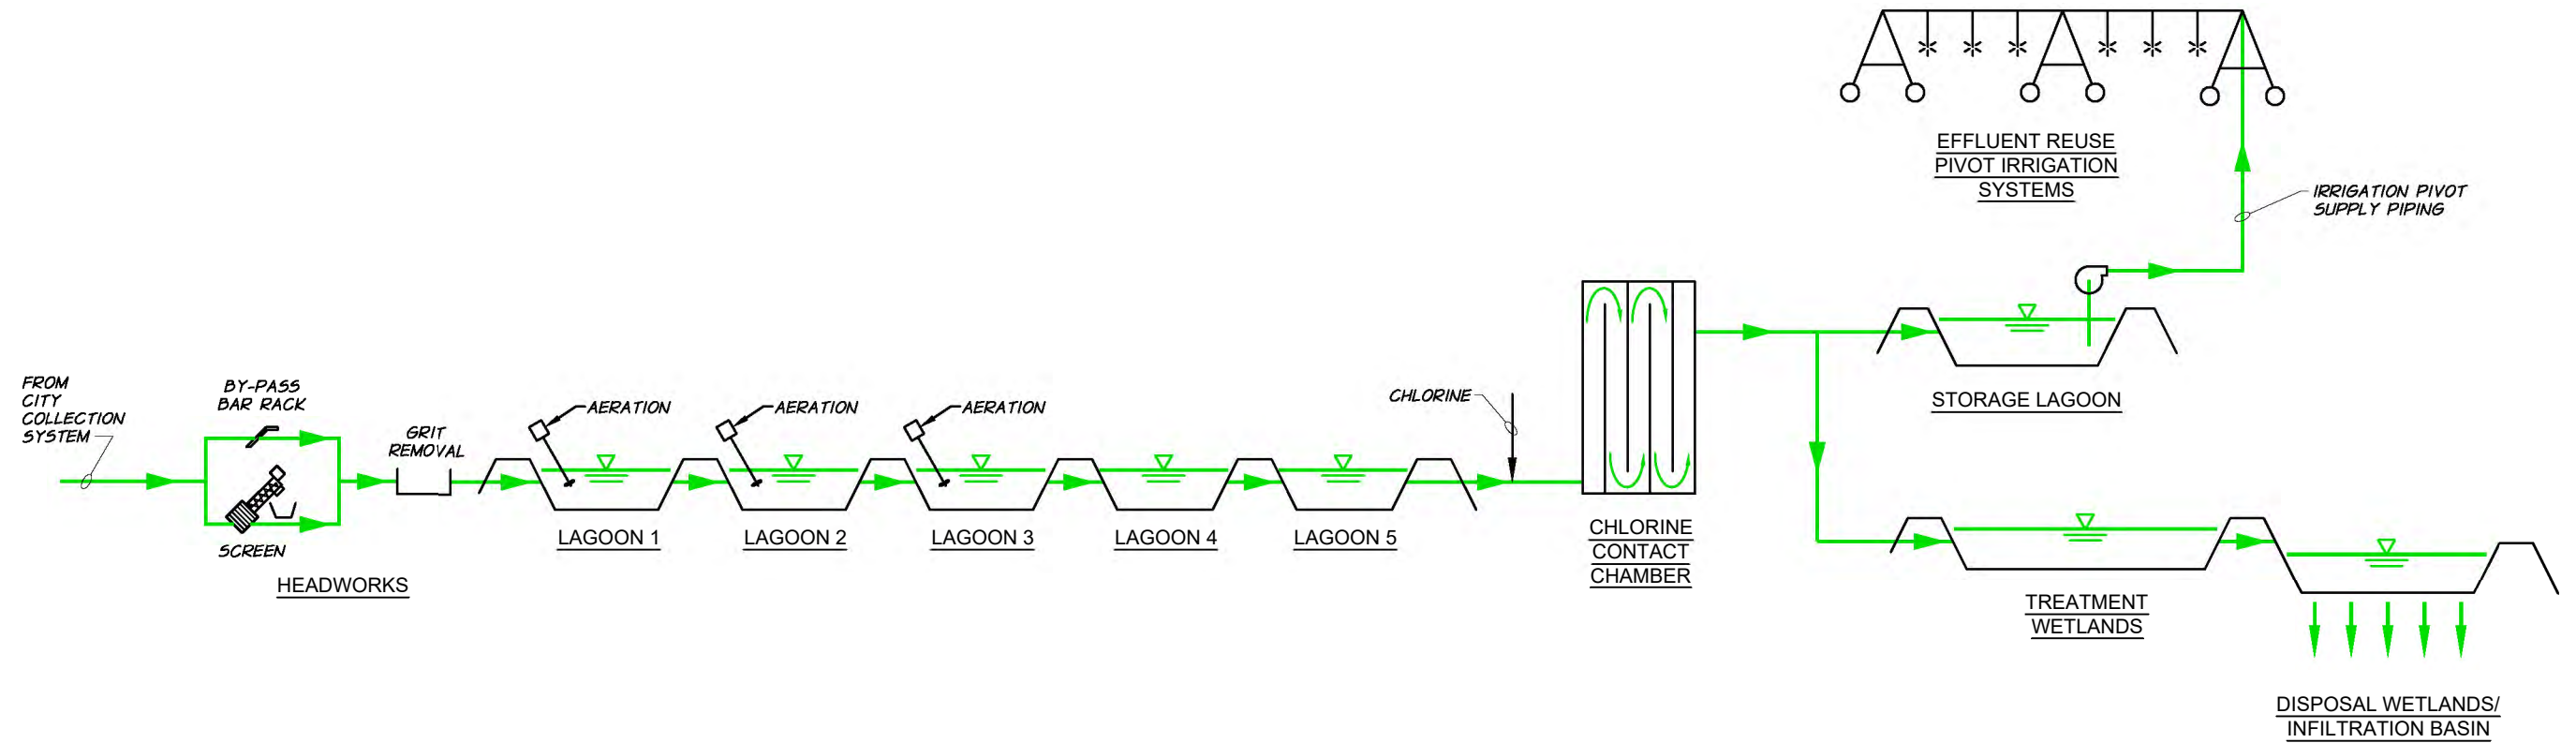 EFFLUENT REUSE
PIVOT IRRIGATION
SYSTEMS
IRRIGATION PIVOT
SUPPLY PIPING
FROM
CITY
COLLECTION
SYSTEM
BY-PASS
BAR RACK
SCREEN
HEADWORKS
GRIT
REMOVAL
AERATION
AERATION
AERATION
LAGOON 1
LAGOON 2
LAGOON 3
LAGOON 4
LAGOON 5
CHLORINE
CHLORINE
CONTACT
CHAMBER
STORAGE LAGOON
TREATMENT
WETLANDS
DISPOSAL WETLANDS/
INFILTRATION BASIN